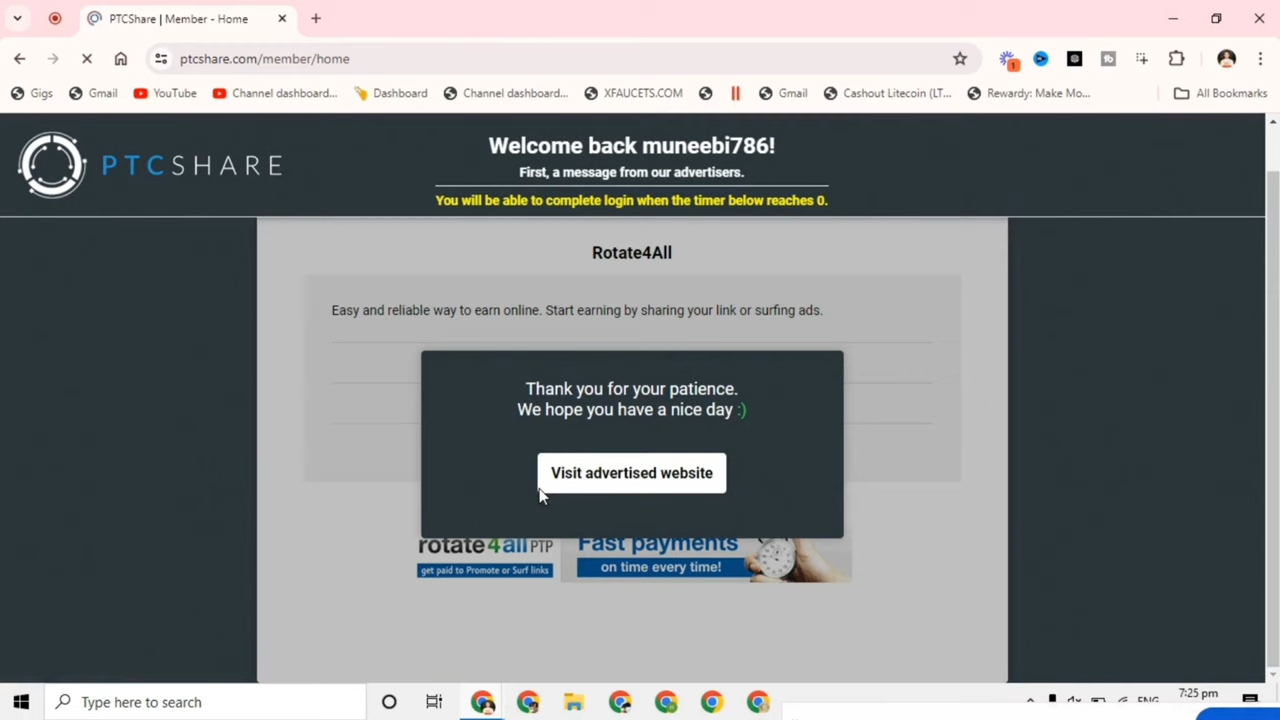 PTCShare | Member - Home
ptcshare.com/member/home
1
Gigs
Gmail
YouTube
Channel dashboard...
Dashboard
Channel dashboard...
XFAUCETS.COM
Gmail
Cashout Litecoin (LT...
Rewardy: Make Mo...
All Bookmarks
PTCSHARE
Welcome back muneebi786!
First, a message from our advertisers.
You will be able to complete login when the timer below reaches 0.
Rotate4All
Easy and reliable way to earn online. Start earning by sharing your link or surfing ads.
Thank you for your patience.
We hope you have a nice day :)
Visit advertised website
rotate4all PTP
get paid to Promote or Surf links
Fast payments
on time every time!
Type here to search
ENG
7:25 pm